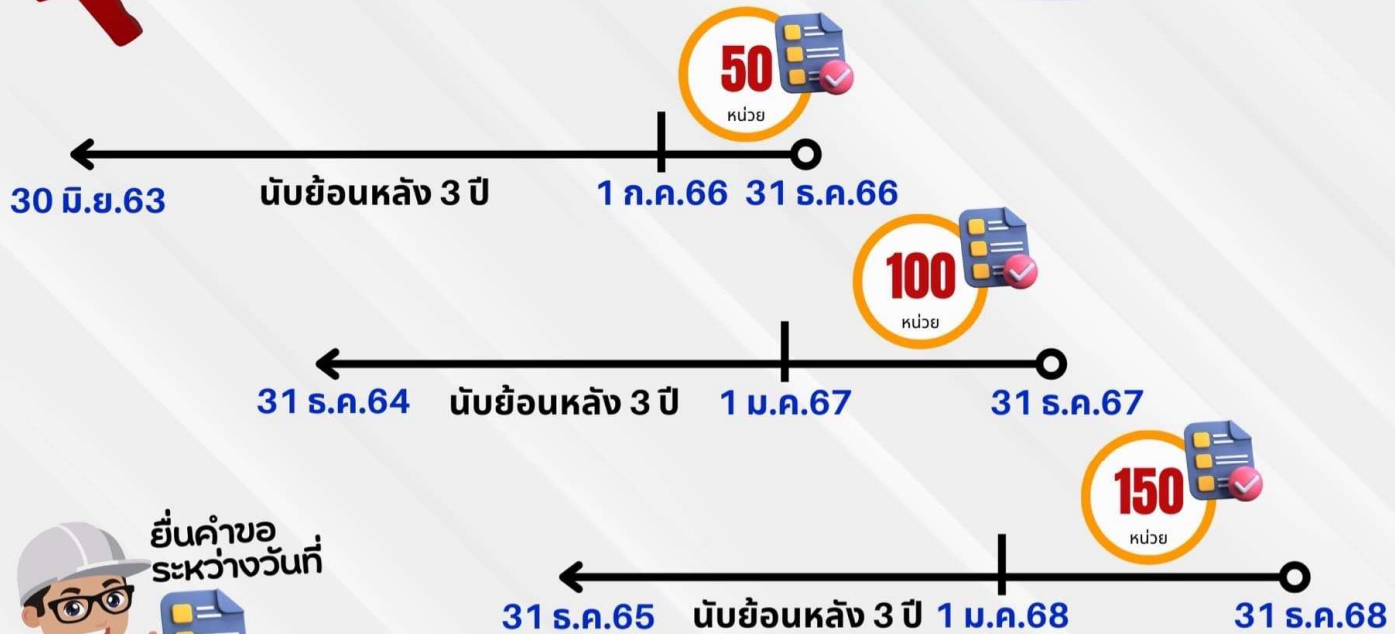 50
หน่วย
30 มิ.ย.63 นับย้อนหลัง 3 ปี 1 ก.ค.66 31 ธ.ค.66
100
หน่วย
31 ธ.ค.64 นับย้อนหลัง 3 ปี 1 ม.ค.67 31 ธ.ค.67
150
หน่วย
ยื่นคำขอ
ระหว่างวันที่
31 ธ.ค.65 นับย้อนหลัง 3 ปี 1 ม.ค.68 31 ธ.ค.68